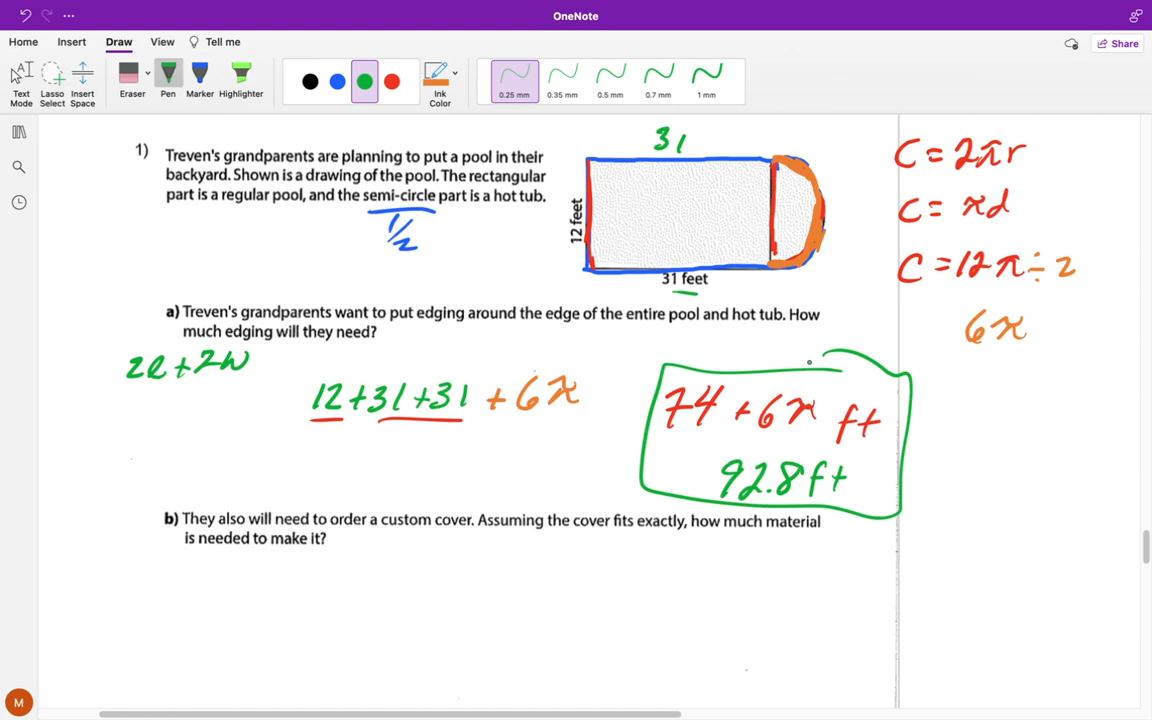 OneNote
Home Insert Draw View Tell me
Share
Text Mode
Lasso Select
Insert Space
Eraser
Pen
Marker
Highlighter
Ink Color
0.25 mm
0.35 mm
0.5 mm
0.7 mm
1 mm
1)
Treven's grandparents are planning to put a pool in their
backyard. Shown is a drawing of the pool. The rectangular
part is a regular pool, and the semi-circle part is a hot tub.
1/2
31
12 feet
31 feet
C = 2πr
C = πd
C = 12π ÷ 2
6π
a) Treven's grandparents want to put edging around the edge of the entire pool and hot tub. How
much edging will they need?
2l + 2w
12 + 31 + 31 + 6π
74 + 6π ft
92.8 ft
b) They also will need to order a custom cover. Assuming the cover fits exactly, how much material
is needed to make it?
M